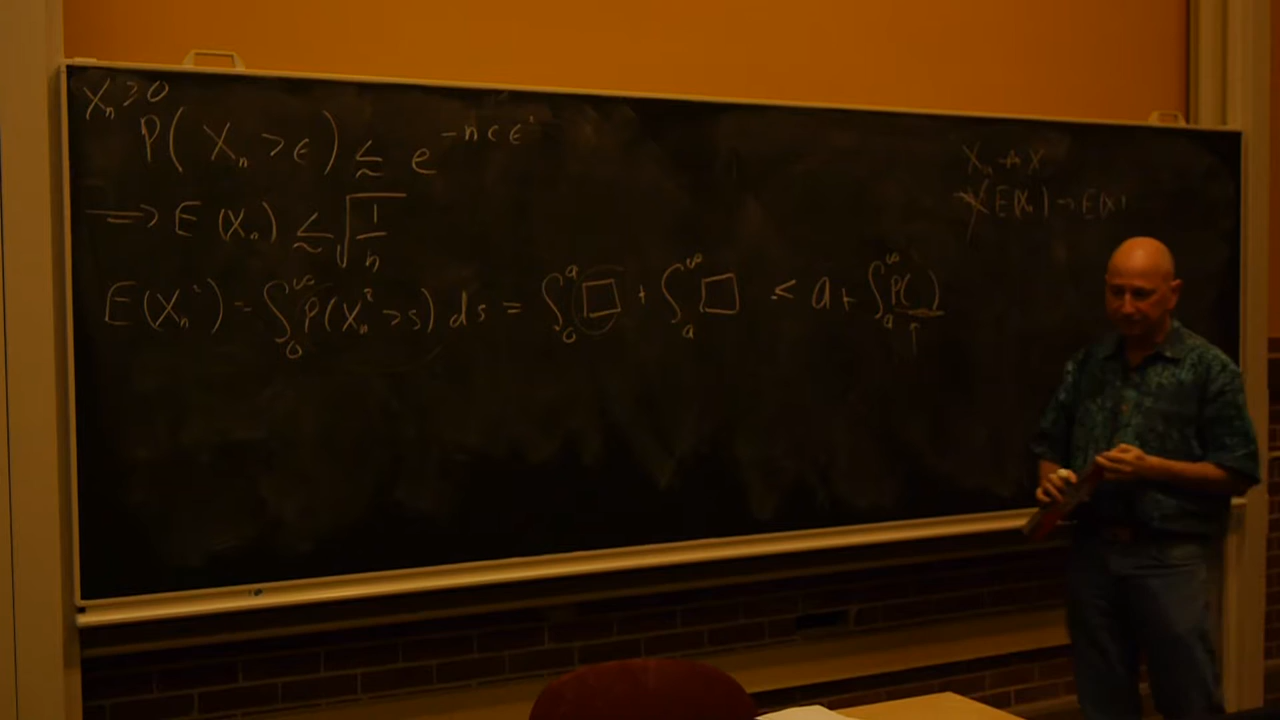 Xₙ ≥ 0
P(Xₙ > ϵ) ≲ e^{-ncϵ²}
⟹ E(Xₙ) ≲ √(1/n)
E(Xₙ²) = ∫₀^∞ P(Xₙ² > s) ds = ∫₀^a □ + ∫ₐ^∞ □ ≤ a + ∫ₐ^∞ P( )
Xₙ → X
E(Xₙ) → E(X)